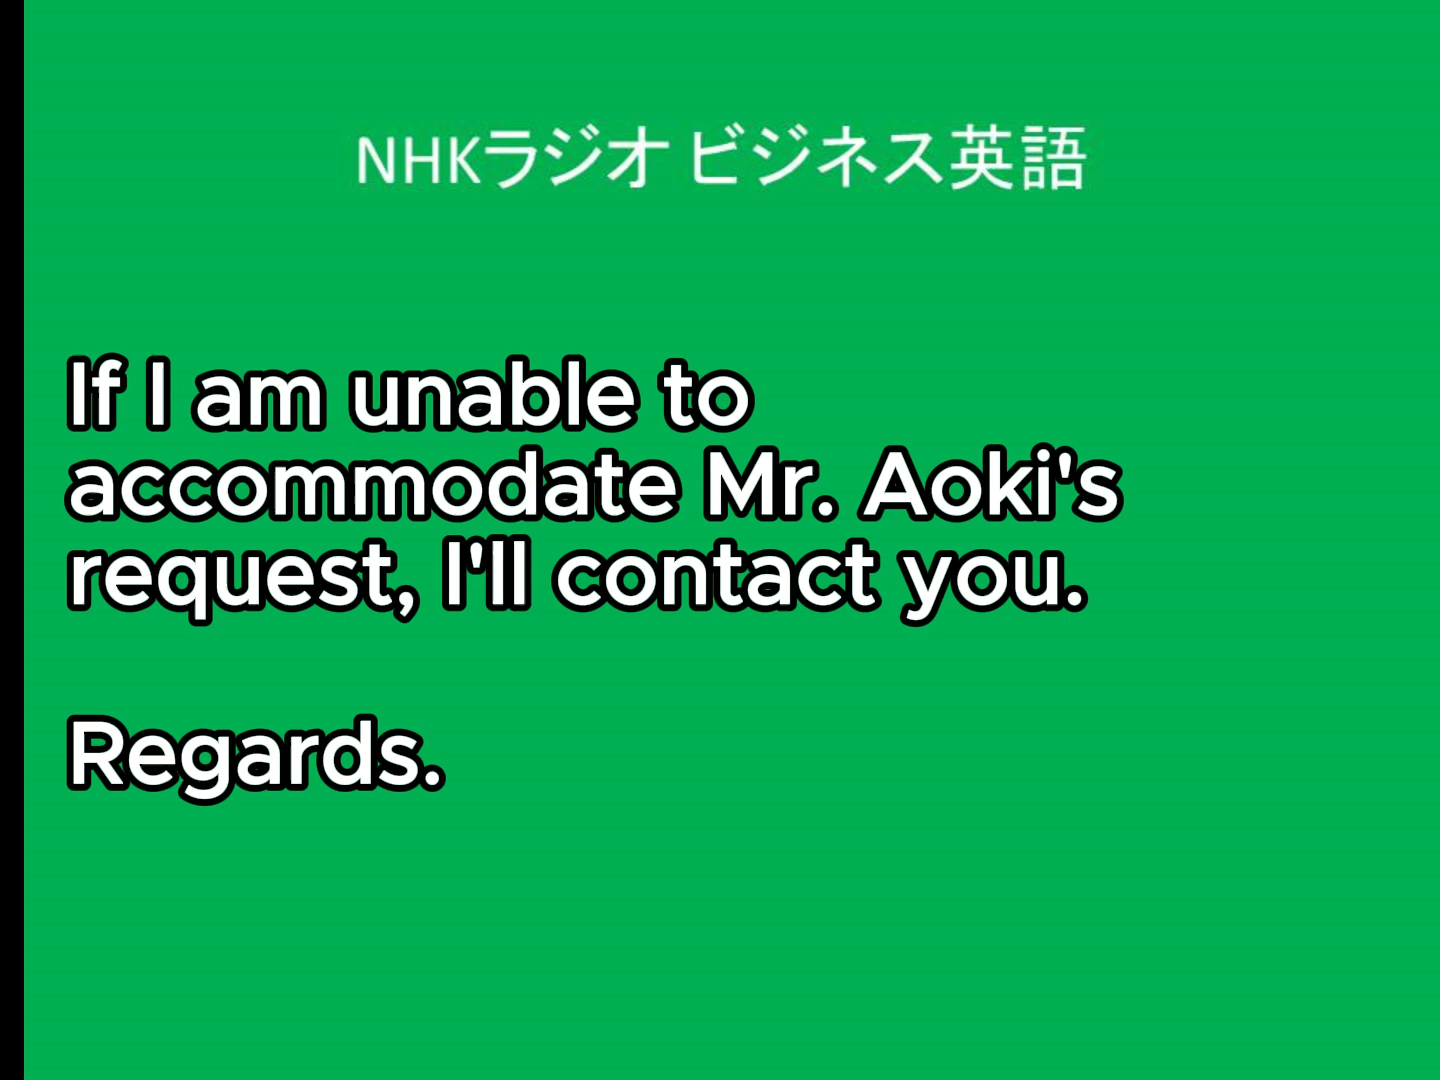 NHKラジオ ビジネス英語
If I am unable to
accommodate Mr. Aoki's
request, I'll contact you.
Regards.